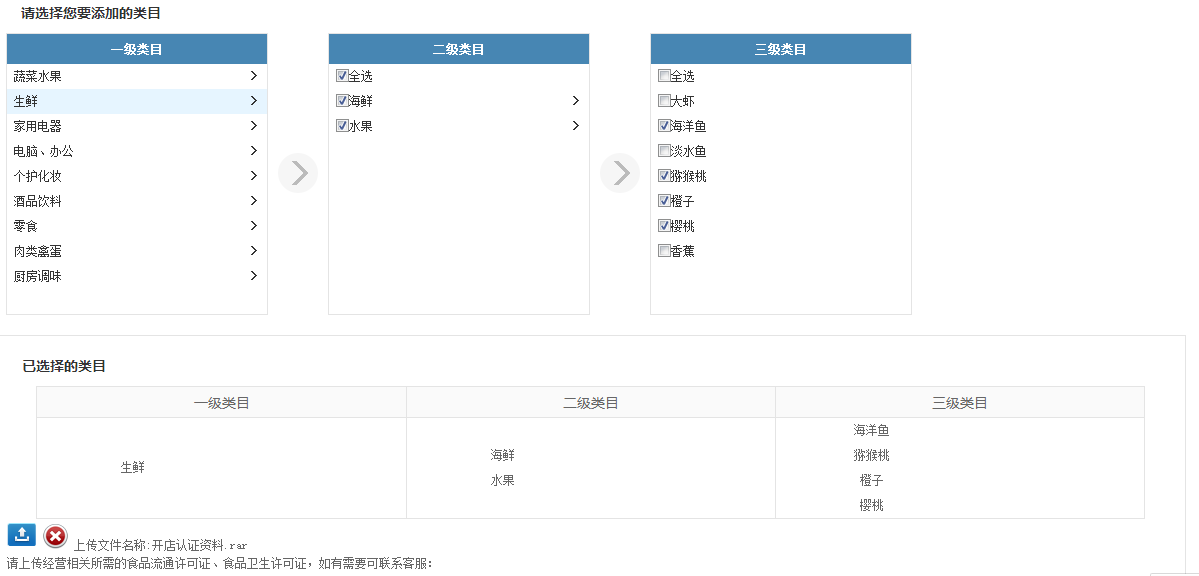 请选择您要添加的类目
一级类目
蔬菜水果
生鲜
家用电器
电脑、办公
个护化妆
酒品饮料
零食
肉类禽蛋
厨房调味
二级类目
全选
海鲜
水果
三级类目
全选
大虾
海洋鱼
淡水鱼
猕猴桃
橙子
樱桃
香蕉
已选择的类目
一级类目 二级类目 三级类目
生鲜
海鲜
水果
海洋鱼
猕猴桃
橙子
樱桃
上传文件名称:开店认证资料.rar
请上传经营相关所需的食品流通许可证、食品卫生许可证，如有需要可联系客服：